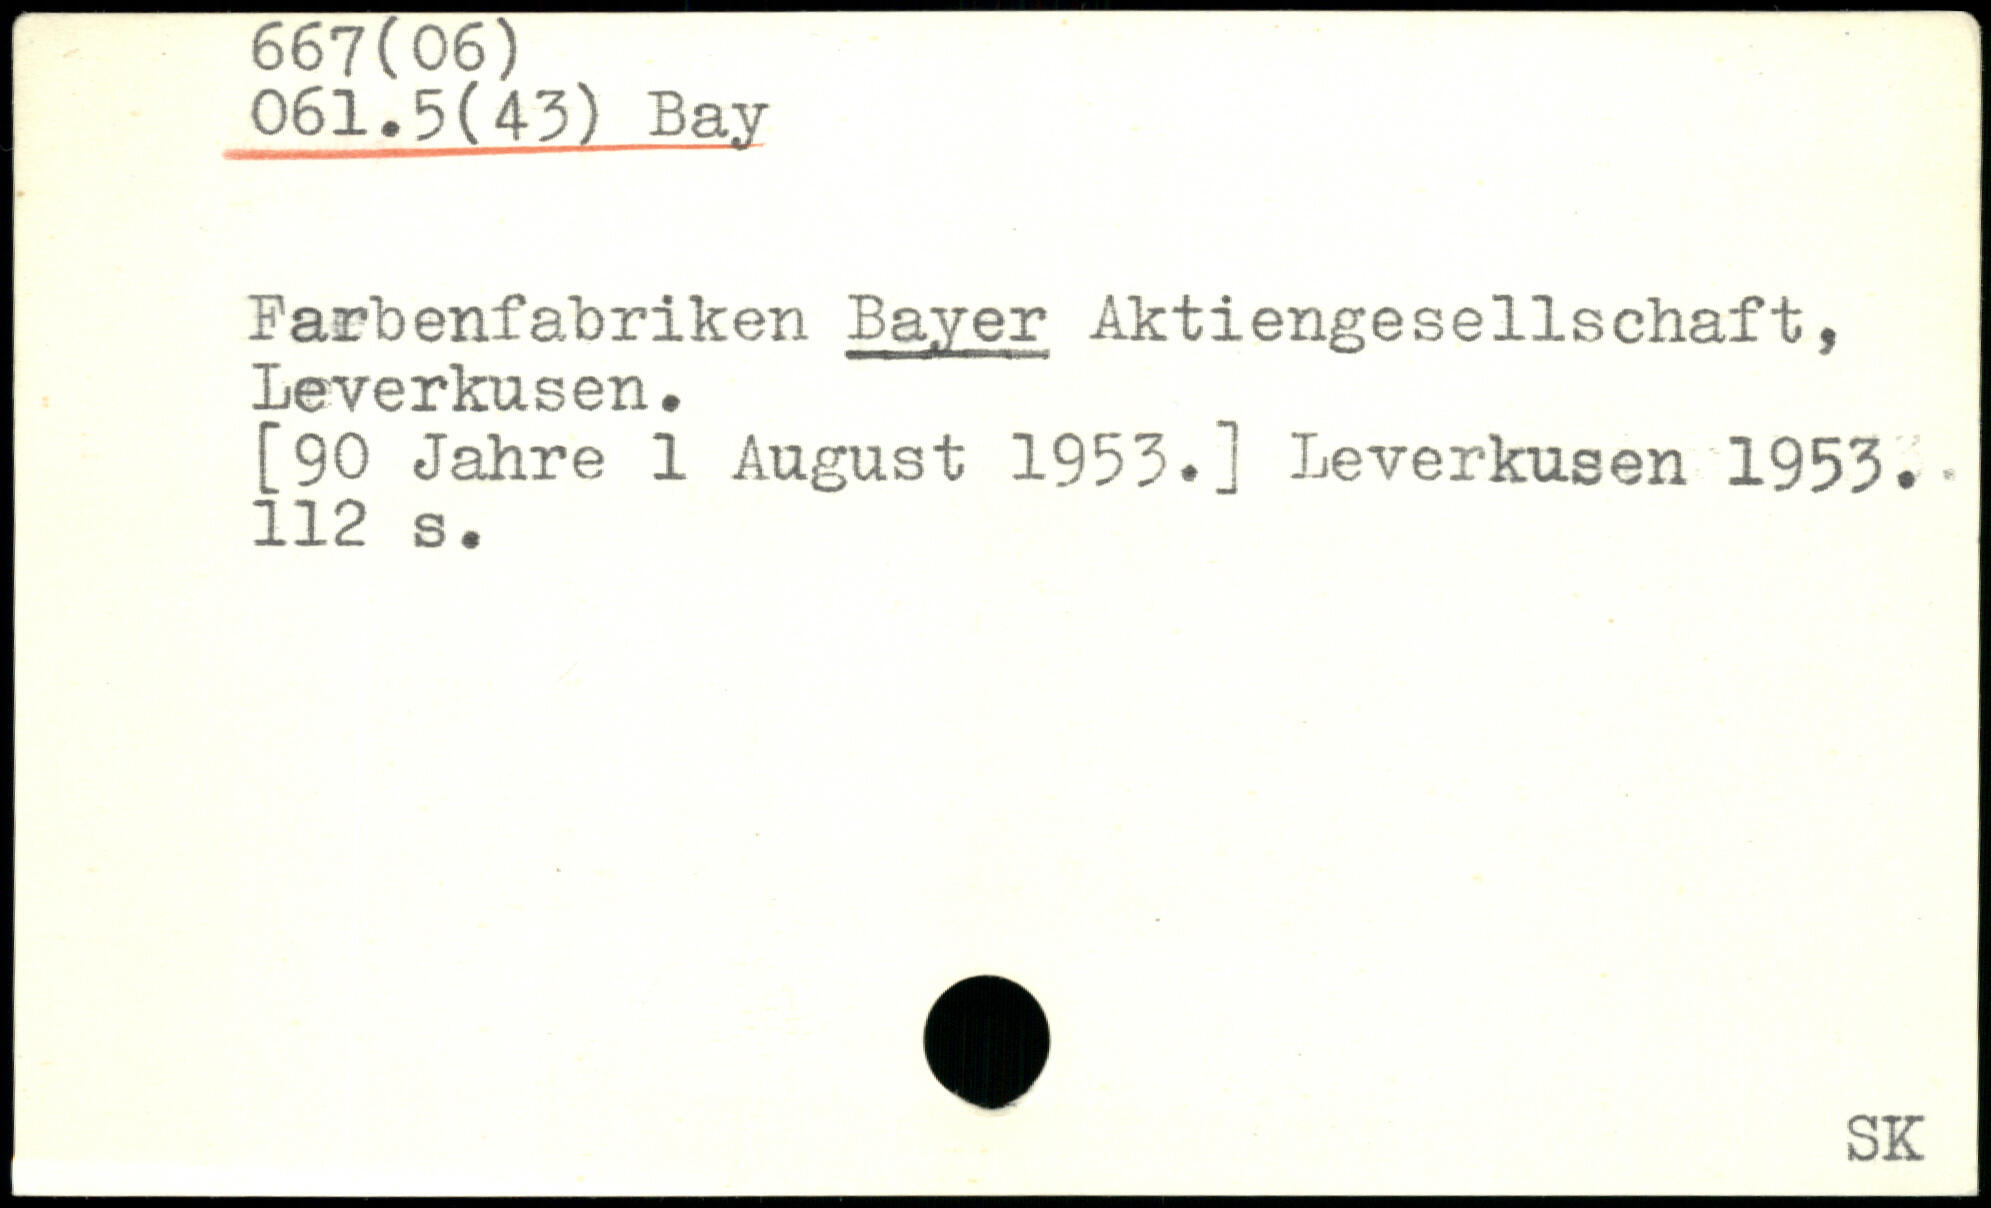 667(06)
061.5(43) Bay
Farbenfabriken Bayer Aktiengesellschaft,
Leverkusen.
[90 Jahre 1 August 1953.] Leverkusen 1953.
112 s.
SK